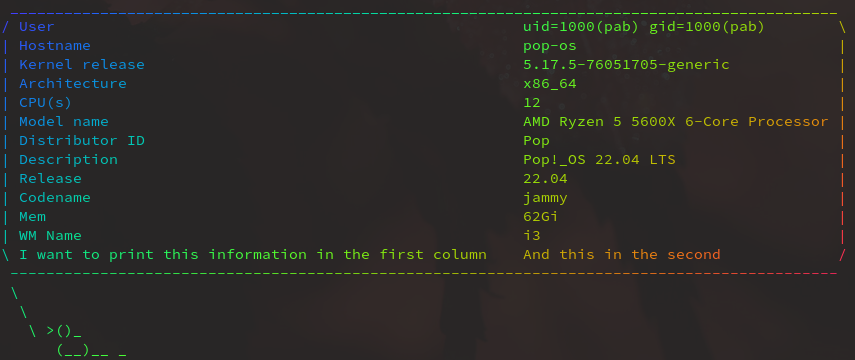 ____________________________________________________________________________________________
/ User                                                    uid=1000(pab) gid=1000(pab)        \
| Hostname                                                pop-os                             |
| Kernel release                                          5.17.5-76051705-generic            |
| Architecture                                            x86_64                             |
| CPU(s)                                                  12                                 |
| Model name                                              AMD Ryzen 5 5600X 6-Core Processor |
| Distributor ID                                          Pop                                |
| Description                                             Pop!_OS 22.04 LTS                  |
| Release                                                 22.04                              |
| Codename                                                jammy                              |
| Mem                                                     62Gi                               |
| WM Name                                                 i3                                 |
\ I want to print this information in the first column    And this in the second             /
 --------------------------------------------------------------------------------------------
 \
  \
   \ >()_
      (__)__ _